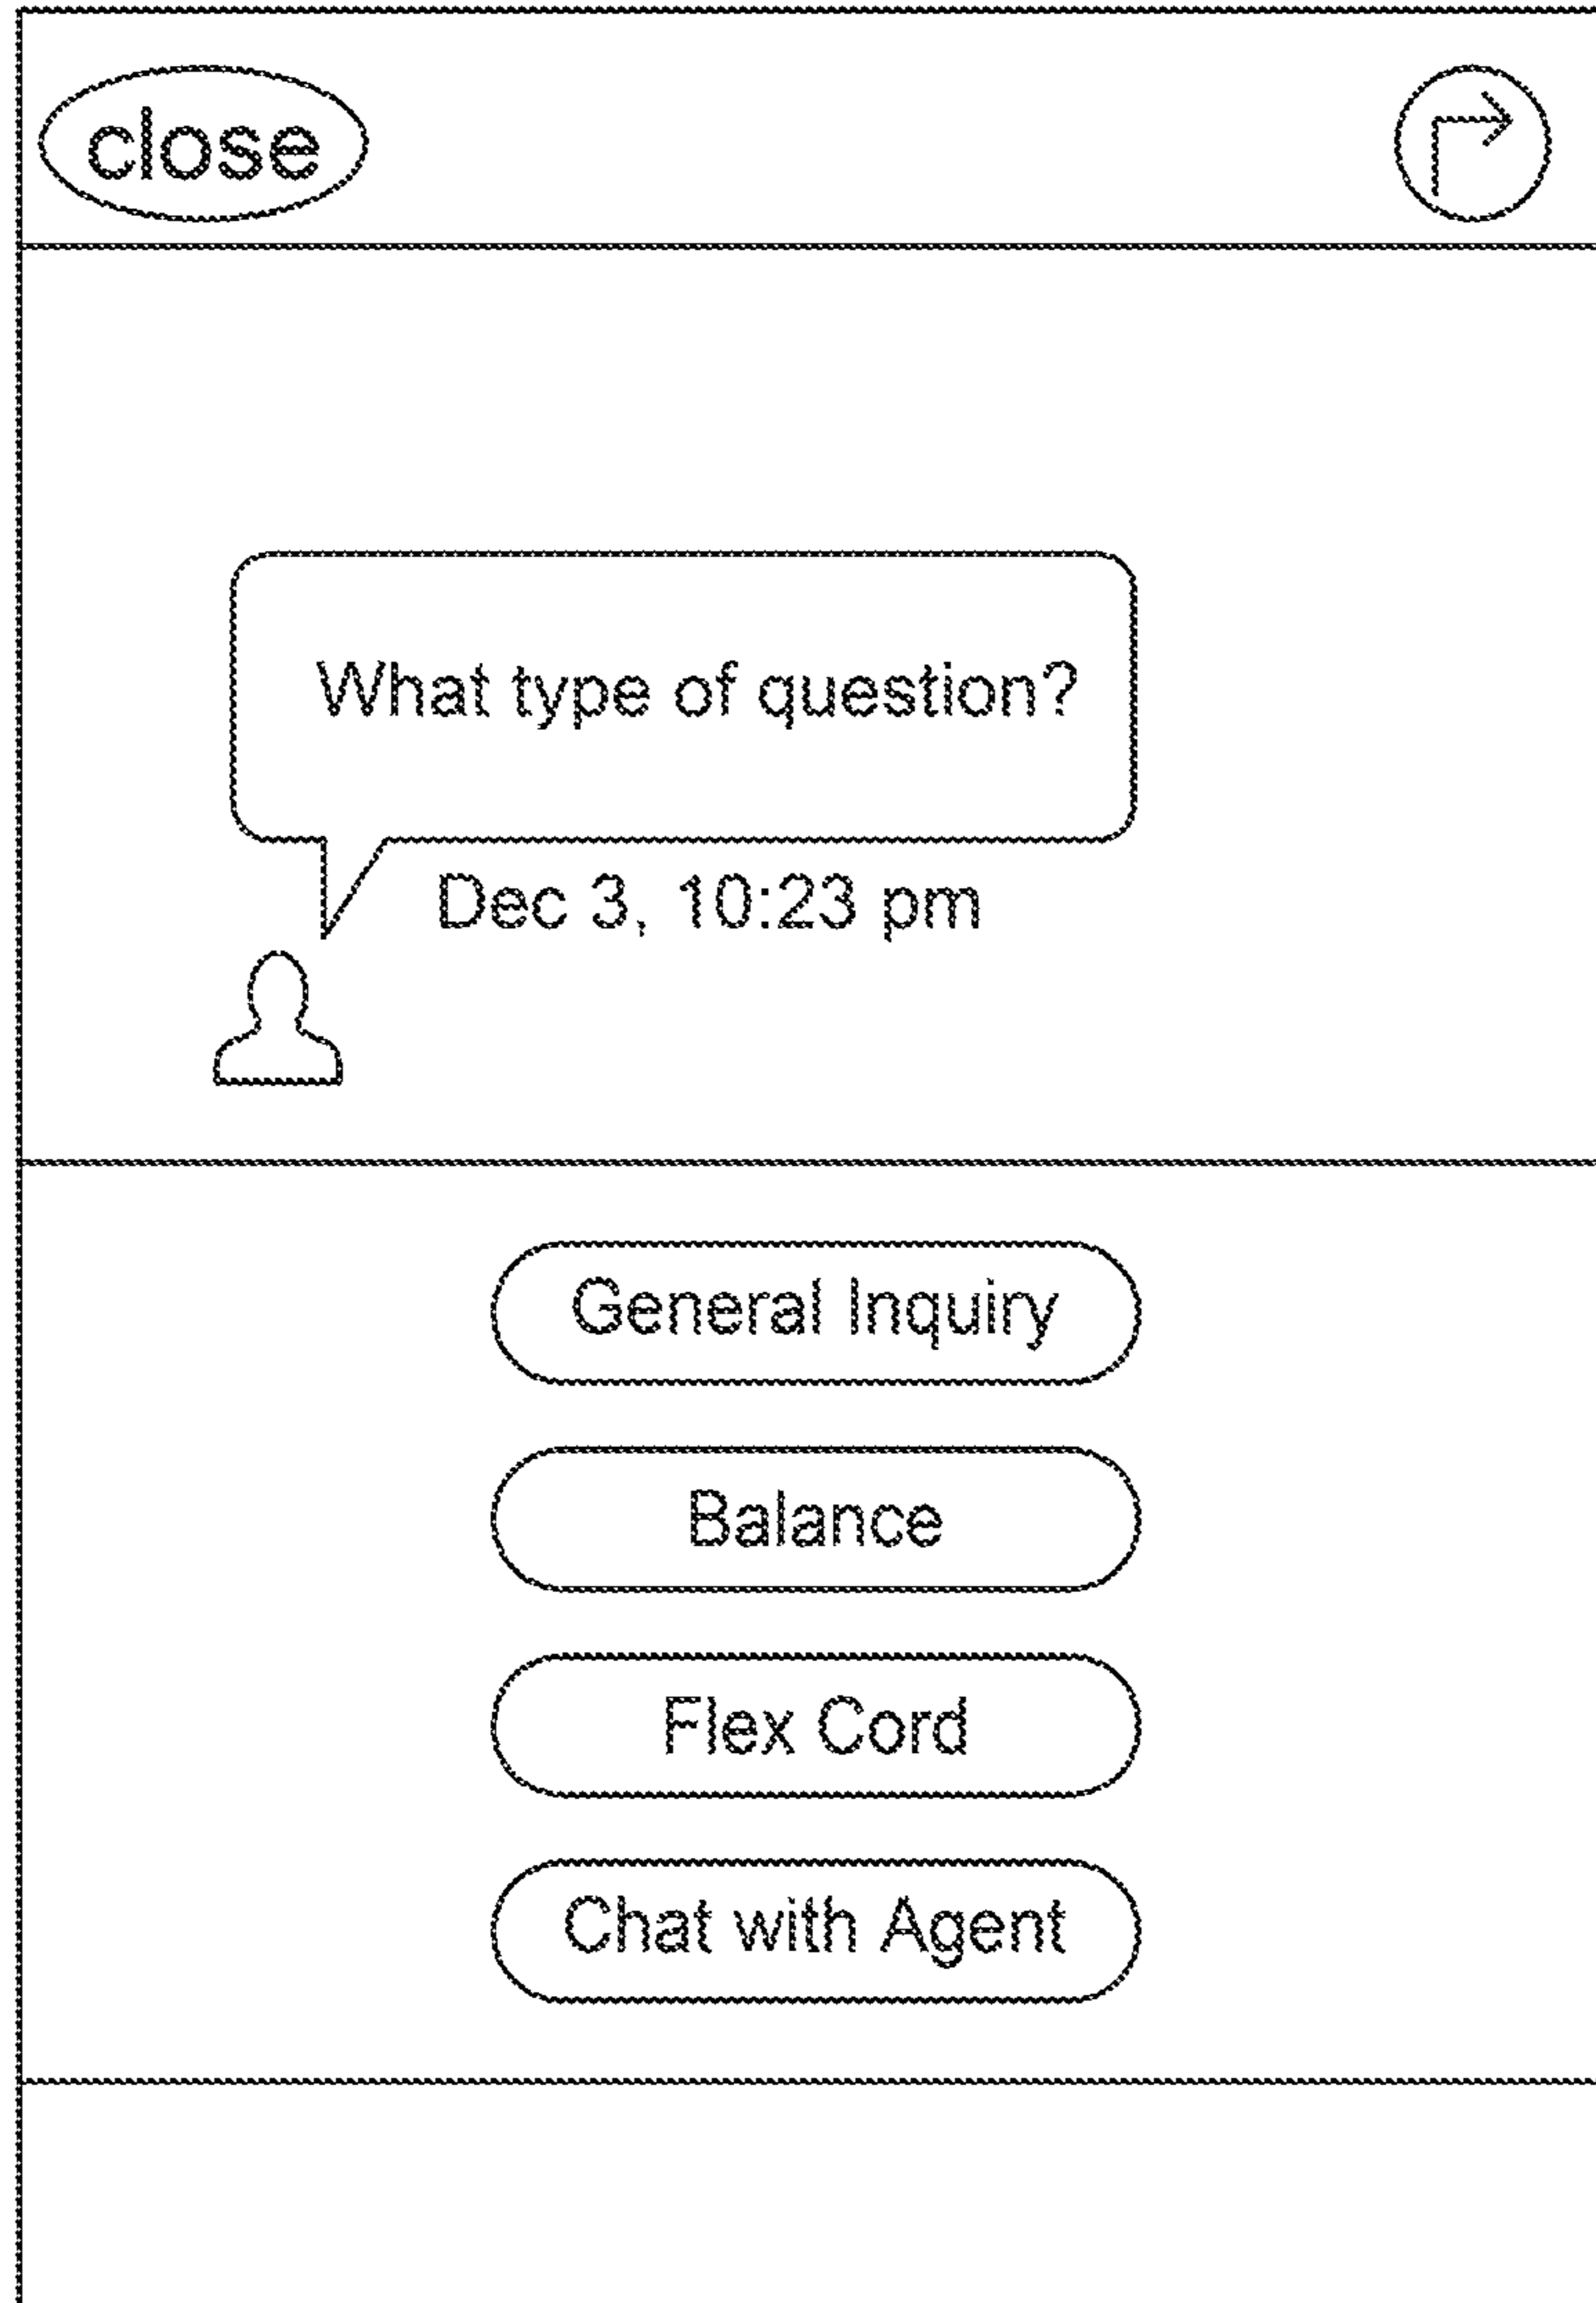 close
What type of question?
Dec 3, 10:23 pm
General Inquiry
Balance
Flex Cord
Chat with Agent